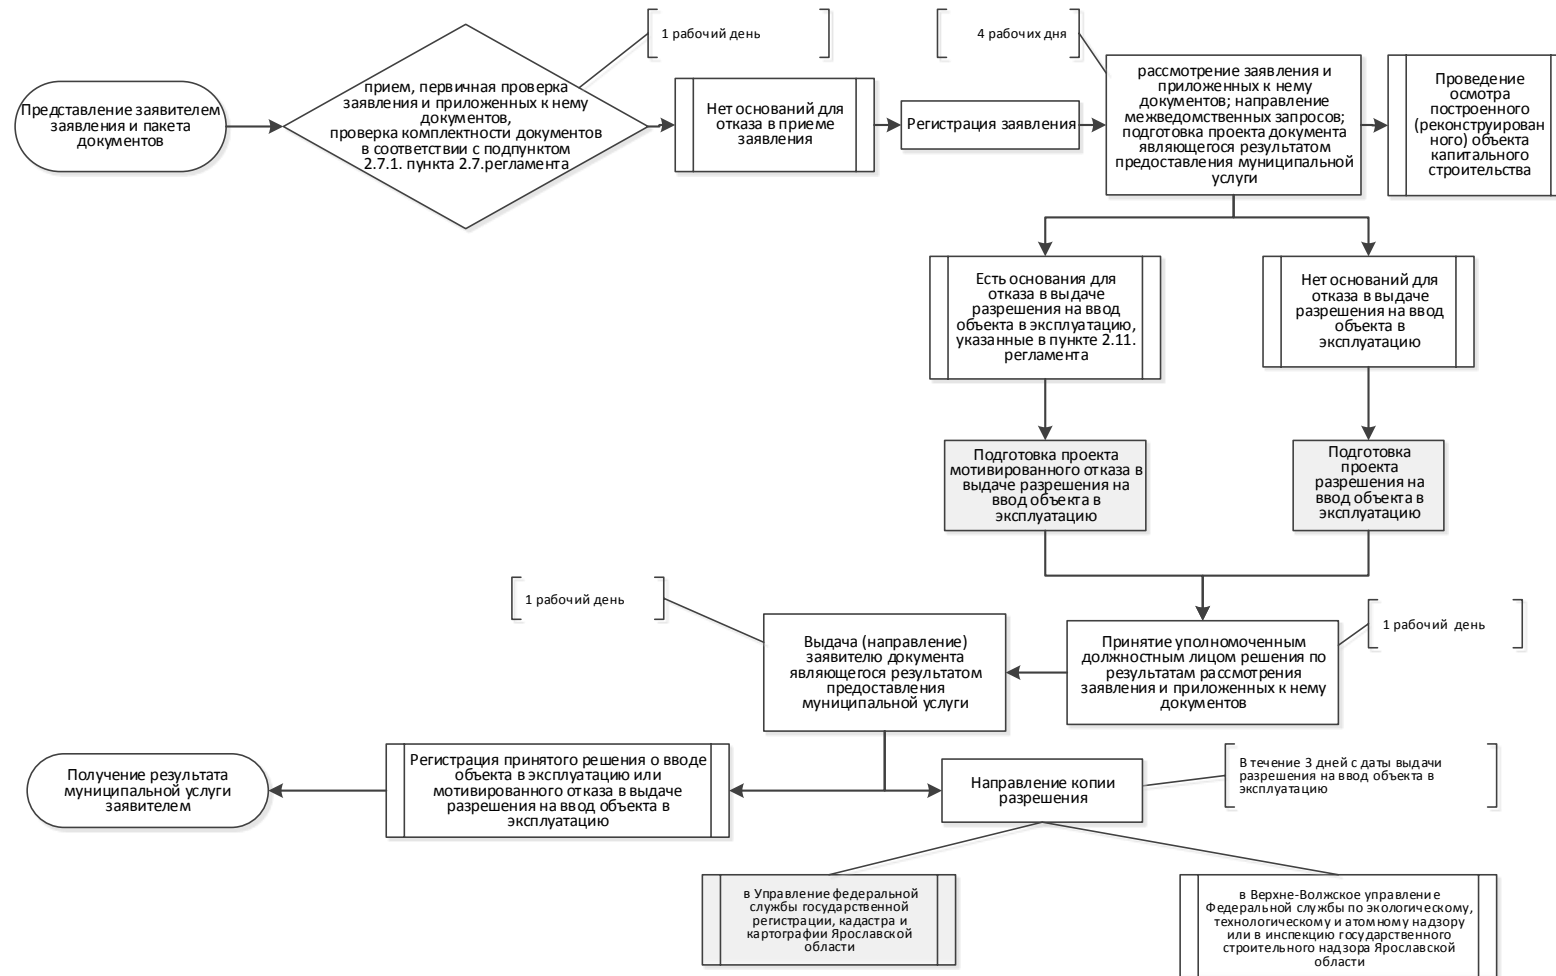 Представление заявителем
заявления и пакета
документов
прием, первичная проверка
заявления и приложенных к нему
документов,
проверка комплектности документов
в соответствии с подпунктом
2.7.1. пункта 2.7.регламента
1 рабочий день
Нет оснований для
отказа в приеме
заявления
Регистрация заявления
4 рабочих дня
рассмотрение заявления и
приложенных к нему
документов; направление
межведомственных запросов;
подготовка проекта документа
являющегося результатом
предоставления муниципальной
услуги
Проведение
осмотра
построенного
(реконструирован
ного) объекта
капитального
строительства
Есть основания для
отказа в выдаче
разрешения на ввод
объекта в эксплуатацию,
указанные в пункте 2.11.
регламента
Нет оснований для
отказа в выдаче
разрешения на ввод
объекта в
эксплуатацию
Подготовка проекта
мотивированного отказа в
выдаче разрешения на
ввод объекта в
эксплуатацию
Подготовка
проекта
разрешения на
ввод объекта в
эксплуатацию
1 рабочий день
Выдача (направление)
заявителю документа
являющегося результатом
предоставления
муниципальной услуги
Принятие уполномоченным
должностным лицом решения по
результатам рассмотрения
заявления и приложенных к нему
документов
1 рабочий день
Получение результата
муниципальной услуги
заявителем
Регистрация принятого решения о вводе
объекта в эксплуатацию или
мотивированного отказа в выдаче
разрешения на ввод объекта в
эксплуатацию
Направление копии
разрешения
В течение 3 дней с даты выдачи
разрешения на ввод объекта в
эксплуатацию
в Управление федеральной
службы государственной
регистрации, кадастра и
картографии Ярославской
области
в Верхне-Волжское управление
Федеральной службы по экологическому,
технологическому и атомному надзору
или в инспекцию государственного
строительного надзора Ярославской
области